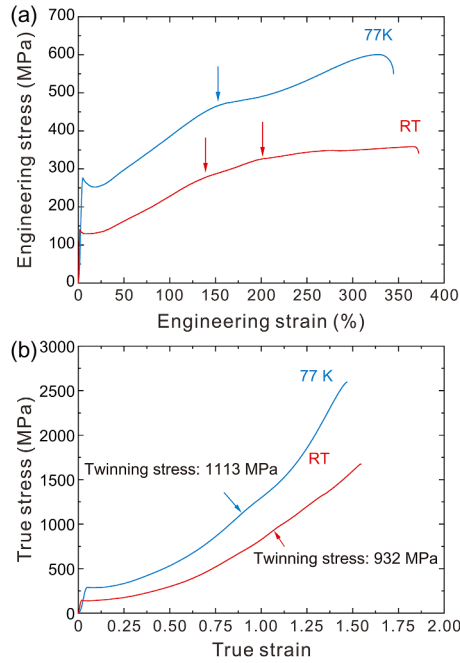 (a)
700
600
500
400
300
200
100
0
Engineering stress (MPa)
77K
RT
0 50 100 150 200 250 300 350 400
Engineering strain (%)
(b)
3000
2500
2000
1500
1000
500
0
True stress (MPa)
77 K
RT
Twinning stress: 1113 MPa
Twinning stress: 932 MPa
0 0.25 0.50 0.75 1.00 1.25 1.50 1.75 2.00
True strain